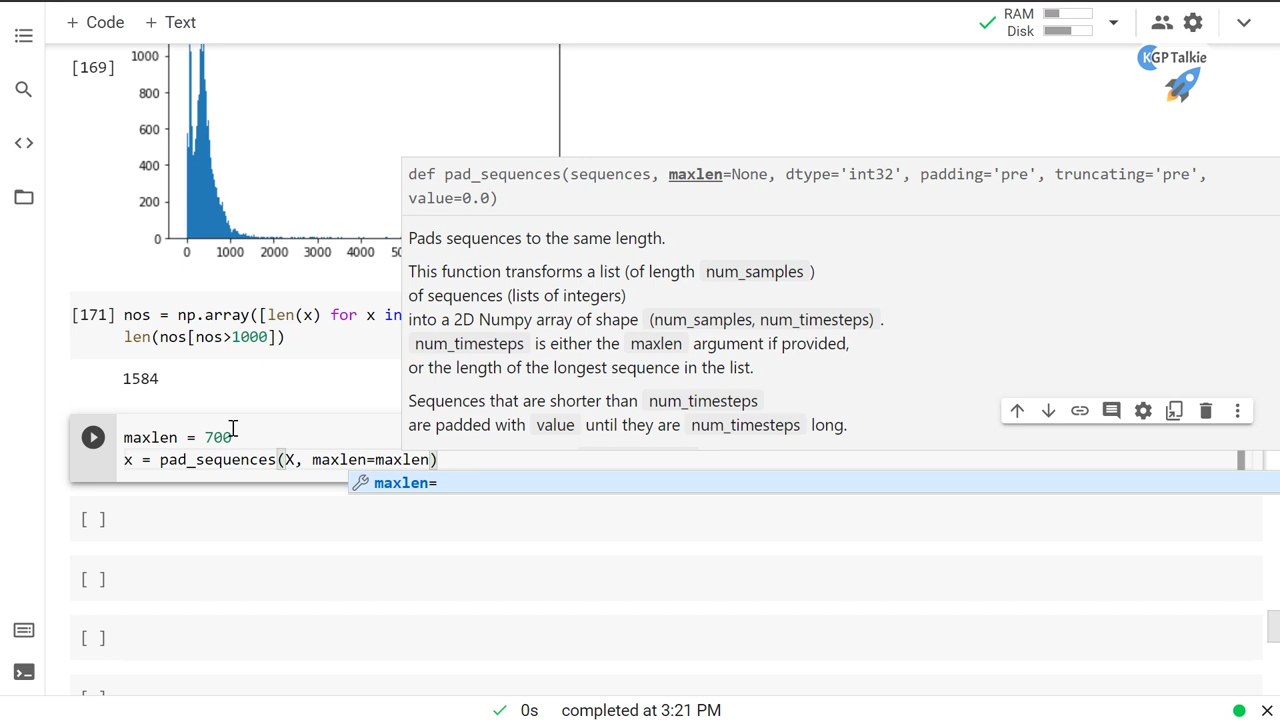 + Code + Text
RAM
Disk
KGPTalkie
[169]
1000
800
600
400
200
0
0 1000 2000 3000 4000
def pad_sequences(sequences, maxlen=None, dtype='int32', padding='pre', truncating='pre',
value=0.0)
Pads sequences to the same length.
This function transforms a list (of length num_samples )
of sequences (lists of integers)
into a 2D Numpy array of shape (num_samples, num_timesteps) .
num_timesteps is either the maxlen argument if provided,
or the length of the longest sequence in the list.
Sequences that are shorter than num_timesteps
are padded with value until they are num_timesteps long.
[171] nos = np.array([len(x) for x in
len(nos[nos>1000])
1584
maxlen = 700
x = pad_sequences(X, maxlen=maxlen)
maxlen=
[ ]
[ ]
[ ]
0s completed at 3:21 PM